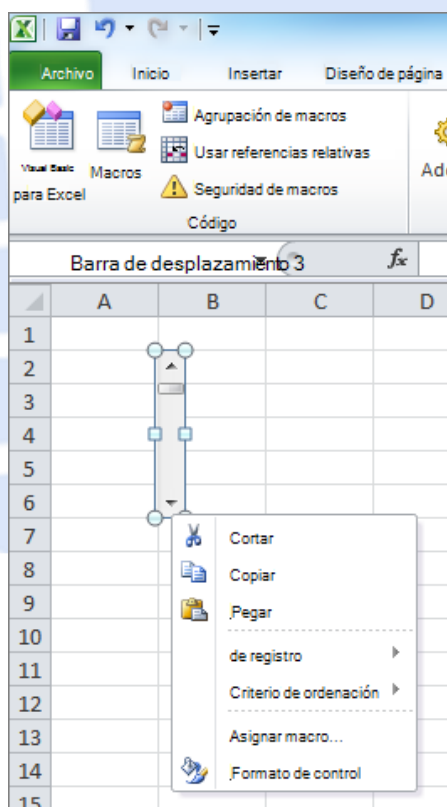 Archivo Inicio Insertar Diseño de página
Agrupación de macros
Usar referencias relativas
Visual Basic Macros
para Excel Seguridad de macros
Código
Barra de desplazamiento 3 fx
A B C D
1
2
3
4
5
6
7
Cortar
8
Copiar
9
Pegar
10
de registro
11
Criterio de ordenación
12
13
Asignar macro...
14
Formato de control
15